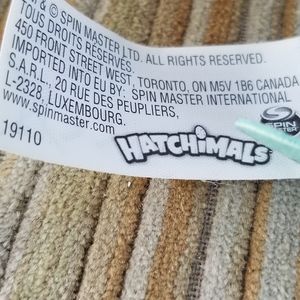 & © SPIN MASTER LTD. ALL RIGHTS RESERVED.
TOUS DROITS RÉSERVÉS
450 FRONT STREET WEST, TORONTO, ON M5V 1B6 CANADA
IMPORTED INTO EU BY: SPIN MASTER INTERNATIONAL
S.A.R.L., 20 RUE DES PEUPLIERS,
L-2328, LUXEMBOURG.
www.spinmaster.com
19110
HATCHiMALS
SPIN